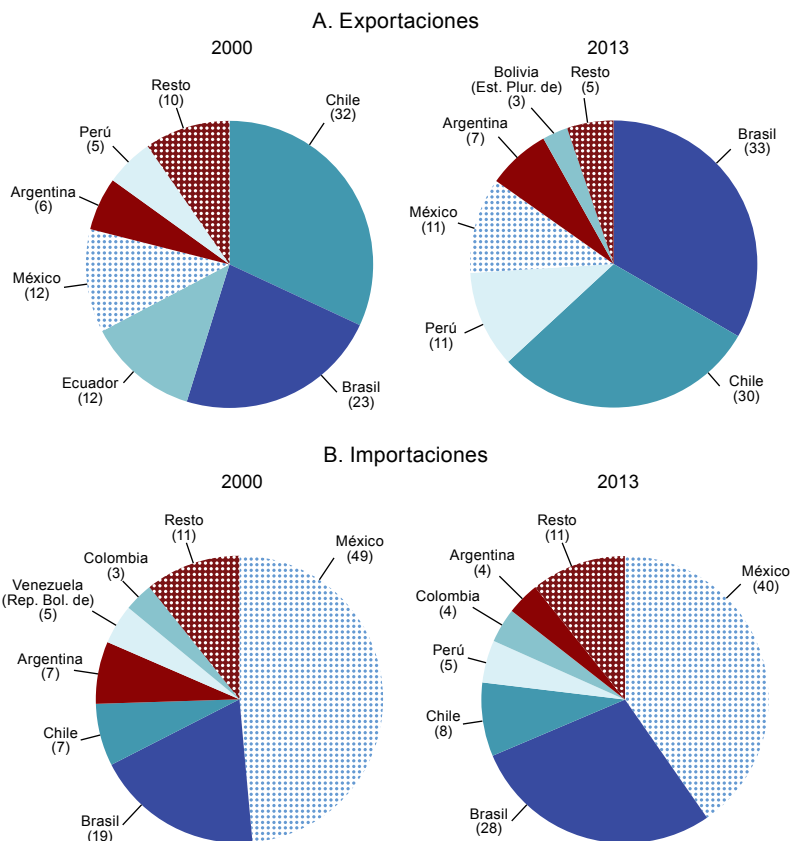 A. Exportaciones
2000
Resto
(10)
Chile
(32)
Perú
(5)
Argentina
(6)
México
(12)
Ecuador
(12)
Brasil
(23)
2013
Bolivia
(Est. Plur. de)
(3)
Resto
(5)
Argentina
(7)
Brasil
(33)
México
(11)
Perú
(11)
Chile
(30)
B. Importaciones
2000
Resto
(11)
México
(49)
Colombia
(3)
Venezuela
(Rep. Bol. de)
(5)
Argentina
(7)
Chile
(7)
Brasil
(19)
2013
Resto
(11)
Argentina
(4)
México
(40)
Colombia
(4)
Perú
(5)
Chile
(8)
Brasil
(28)